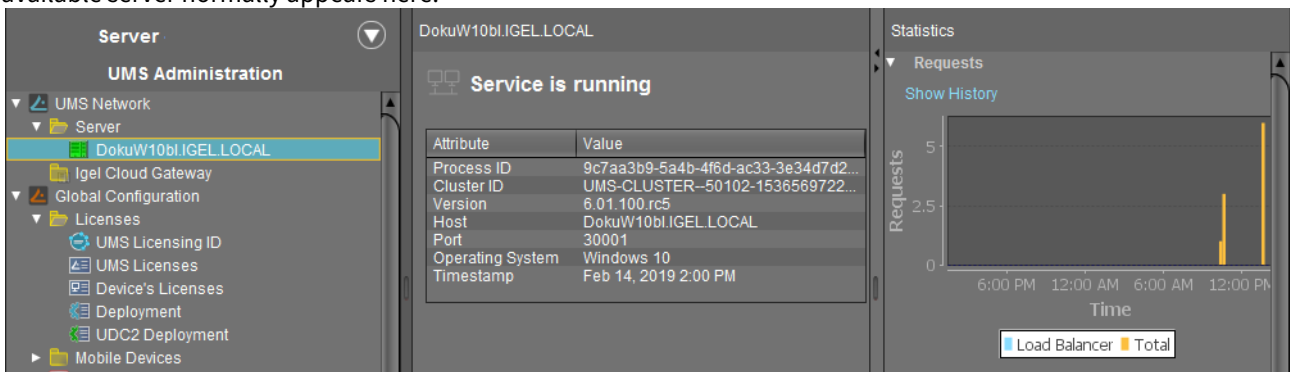 available server normally appears here.
Server
UMS Administration
UMS Network
Server
DokuW10bl.IGEL.LOCAL
Igel Cloud Gateway
Global Configuration
Licenses
UMS Licensing ID
UMS Licenses
Device's Licenses
Deployment
UDC2 Deployment
Mobile Devices
DokuW10bl.IGEL.LOCAL
Service is running
Attribute Value
Process ID 9c7aa3b9-5a4b-4f6d-ac33-3e34d7d2...
Cluster ID UMS-CLUSTER--50102-1536569722...
Version 6.01.100.rc5
Host DokuW10bl.IGEL.LOCAL
Port 30001
Operating System Windows 10
Timestamp Feb 14, 2019 2:00 PM
Statistics
Requests
Show History
Requests
5
2.5
0
6:00 PM 12:00 AM 6:00 AM 12:00 PM
Time
Load Balancer Total